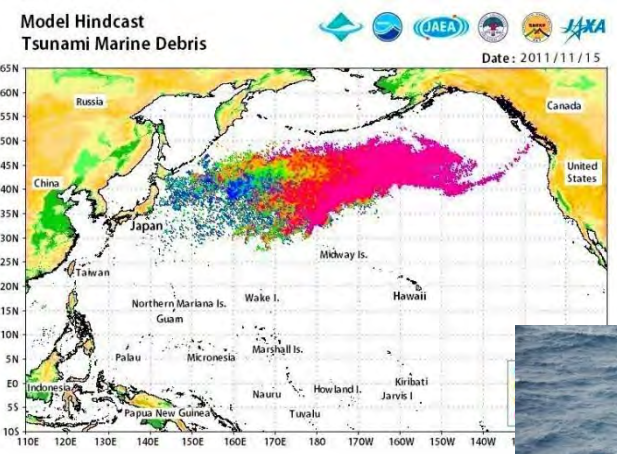 Model Hindcast
Tsunami Marine Debris
JAEA
JAXA
Date : 2011/11/15
65N
60N
55N
50N
45N
40N
35N
30N
25N
20N
15N
10N
5N
EQ
5S
10S
Russia
Canada
China
United
States
Japan
Midway Is.
Taiwan
Hawaii
Northern Mariana Is.
Wake I.
Guam
Palau
Micronesia
Marshall Is.
Indonesia
Nauru
Howland I.
Kiribati
Jarvis I
Papua New Guinea
Tuvalu
110E 120E 130E 140E 150E 160E 170E 180 170W 160W 150W 140W